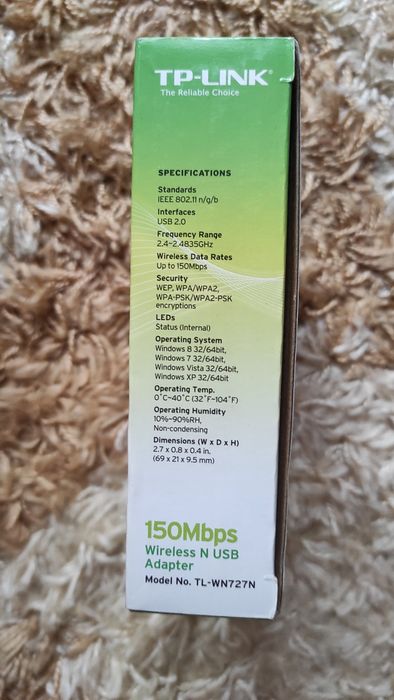 TP-LINK®
The Reliable Choice
SPECIFICATIONS
Standards
IEEE 802.11 n/g/b
Interfaces
USB 2.0
Frequency Range
2.4~2.4835GHz
Wireless Data Rates
Up to 150Mbps
Security
WEP, WPA/WPA2,
WPA-PSK/WPA2-PSK
encryptions
LEDs
Status (Internal)
Operating System
Windows 8 32/64bit,
Windows 7 32/64bit,
Windows Vista 32/64bit,
Windows XP 32/64bit
Operating Temp.
0°C~40°C (32°F~104°F)
Operating Humidity
10%~90%RH,
Non-condensing
Dimensions (W x D x H)
2.7 x 0.8 x 0.4 in.
(69 x 21 x 9.5 mm)
150Mbps
Wireless N USB
Adapter
Model No. TL-WN727N